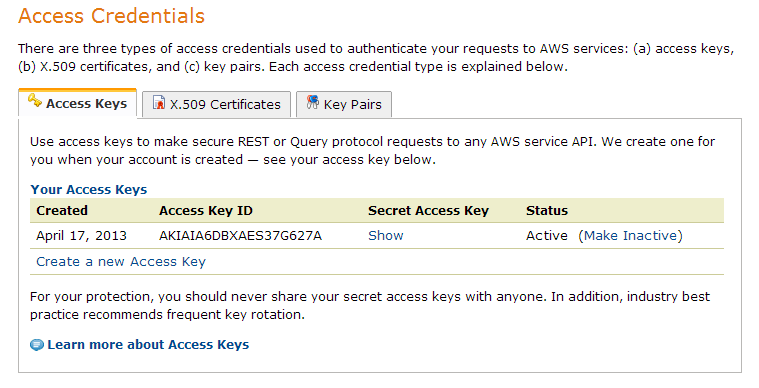 Access Credentials
There are three types of access credentials used to authenticate your requests to AWS services: (a) access keys,
(b) X.509 certificates, and (c) key pairs. Each access credential type is explained below.
Access Keys X.509 Certificates Key Pairs
Use access keys to make secure REST or Query protocol requests to any AWS service API. We create one for
you when your account is created — see your access key below.
Your Access Keys
Created Access Key ID Secret Access Key Status
April 17, 2013 AKIAIA6DBXAES37G627A Show Active (Make Inactive)
Create a new Access Key
For your protection, you should never share your secret access keys with anyone. In addition, industry best
practice recommends frequent key rotation.
Learn more about Access Keys